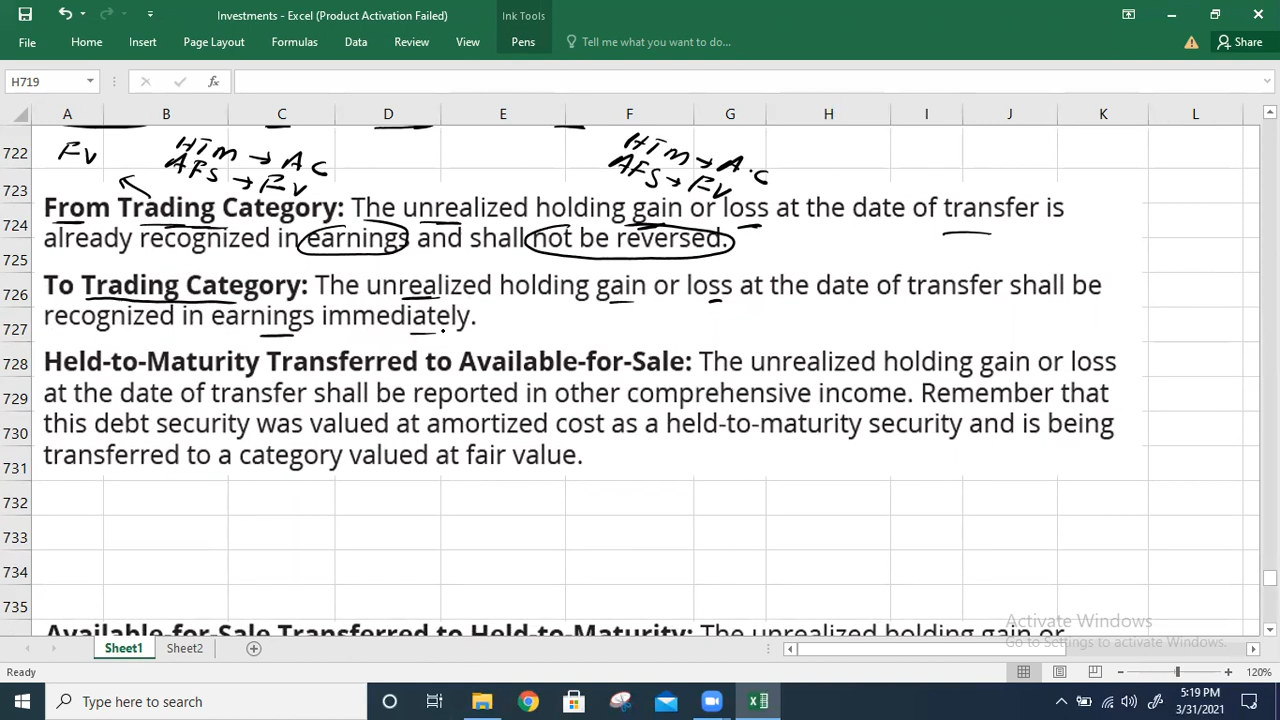 Investments - Excel (Product Activation Failed)
Ink Tools
File Home Insert Page Layout Formulas Data Review View Pens Tell me what you want to do... Share
H719
A B C D E F G H I J K L
722 FV HTM → AC HTM → A.C
AFS → FV AFS → FV
723
From Trading Category: The unrealized holding gain or loss at the date of transfer is
724
already recognized in earnings and shall not be reversed.
725
To Trading Category: The unrealized holding gain or loss at the date of transfer shall be
726
recognized in earnings immediately.
727
Held-to-Maturity Transferred to Available-for-Sale: The unrealized holding gain or loss
728
at the date of transfer shall be reported in other comprehensive income. Remember that
729
this debt security was valued at amortized cost as a held-to-maturity security and is being
730
transferred to a category valued at fair value.
731
732
733
734
735
Available-for-Sale Transferred to Held-to-Maturity: The unrealized holding gain or
Activate Windows
Go to Settings to activate Windows.
Sheet1 Sheet2
Ready 120%
Type here to search
5:19 PM
3/31/2021